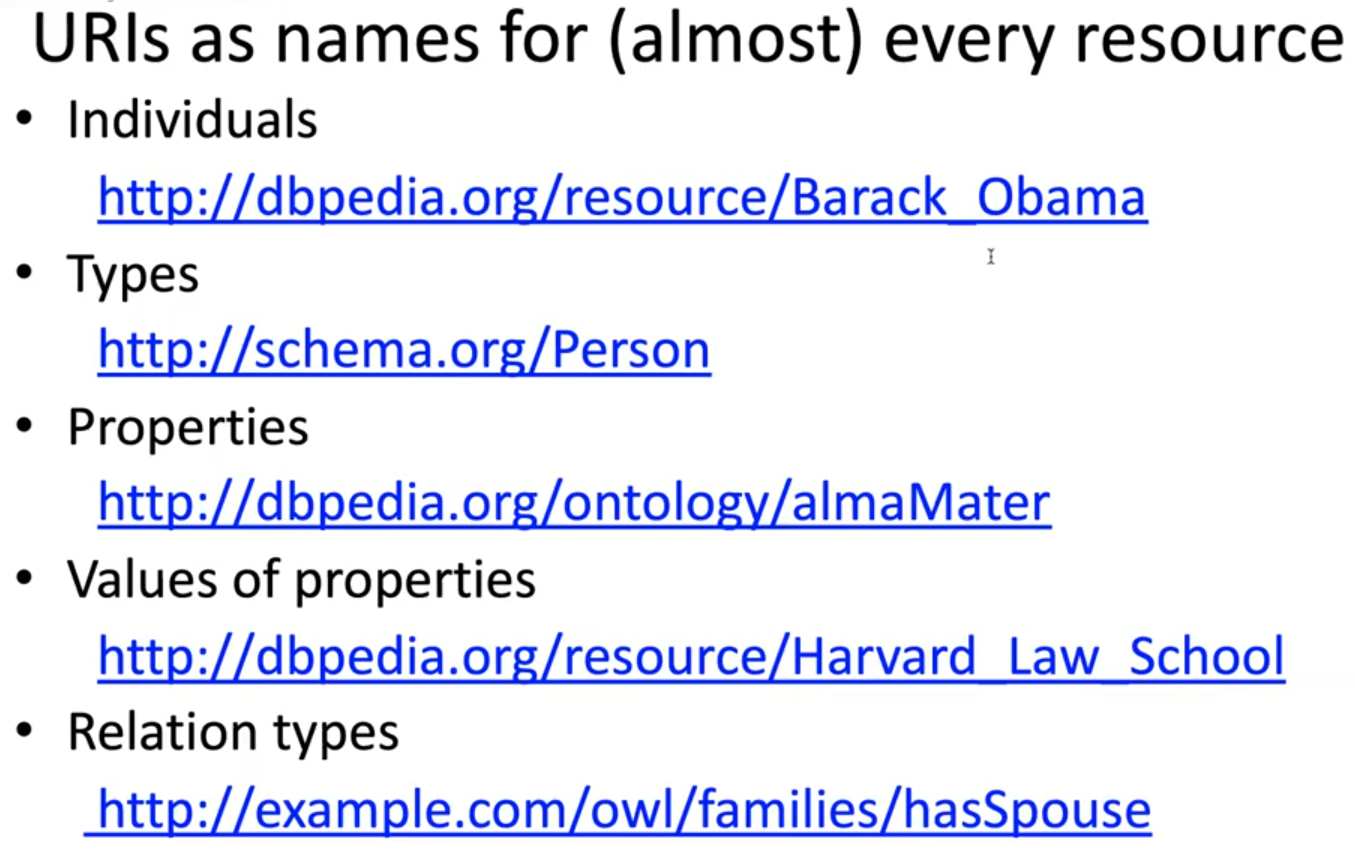 URIs as names for (almost) every resource
• Individuals
http://dbpedia.org/resource/Barack_Obama
• Types
http://schema.org/Person
• Properties
http://dbpedia.org/ontology/almaMater
• Values of properties
http://dbpedia.org/resource/Harvard_Law_School
• Relation types
http://example.com/owl/families/hasSpouse